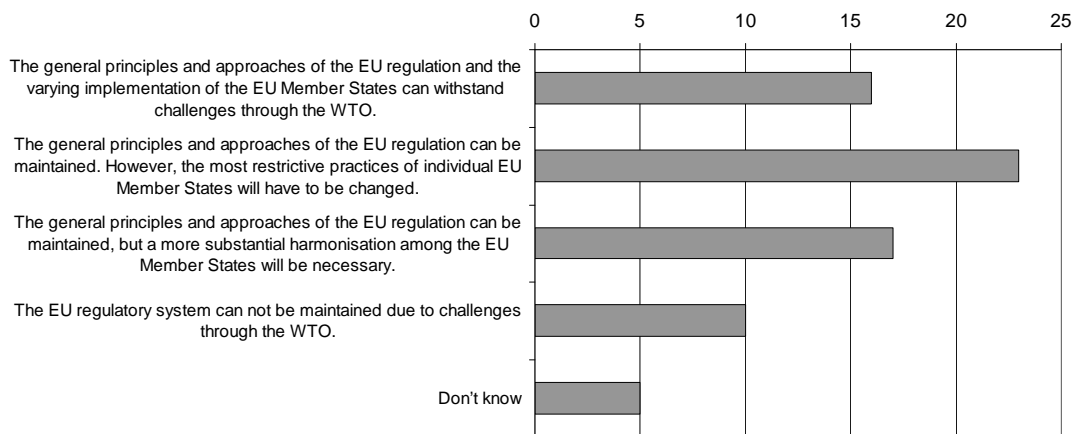 0 5 10 15 20 25
The general principles and approaches of the EU regulation and the
varying implementation of the EU Member States can withstand
challenges through the WTO.
The general principles and approaches of the EU regulation can be
maintained. However, the most restrictive practices of individual EU
Member States will have to be changed.
The general principles and approaches of the EU regulation can be
maintained, but a more substantial harmonisation among the EU
Member States will be necessary.
The EU regulatory system can not be maintained due to challenges
through the WTO.
Don't know